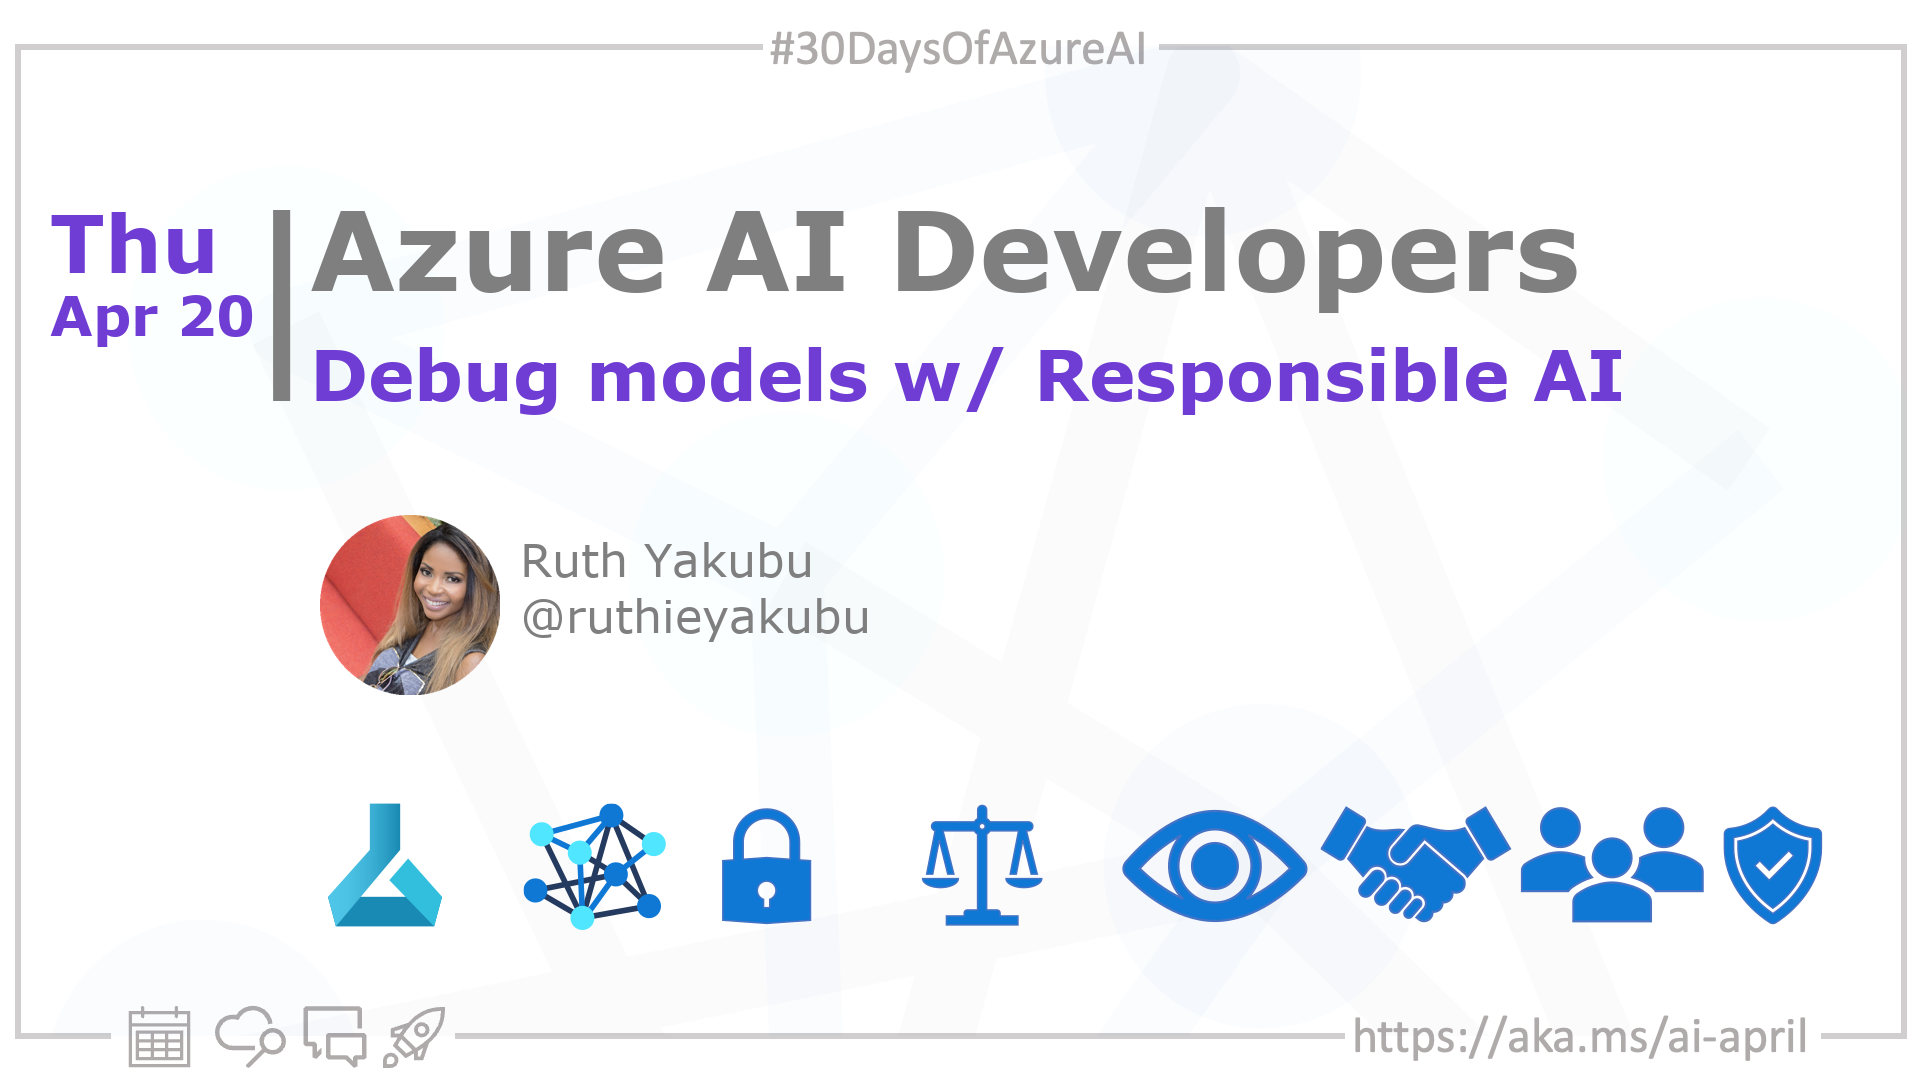 #30DaysOfAzureAI
Thu
Apr 20
Azure AI Developers
Debug models w/ Responsible AI
Ruth Yakubu
@ruthieyakubu
https://aka.ms/ai-april